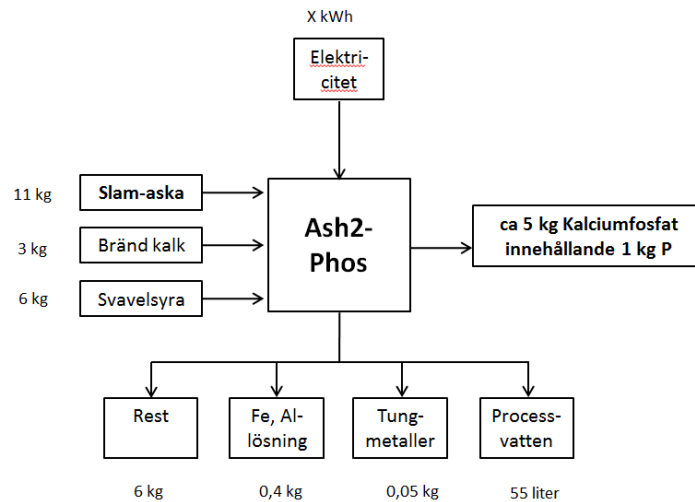 X kWh
Elektri-
citet
11 kg
Slam-aska
3 kg
Bränd kalk
6 kg
Svavelsyra
Ash2-
Phos
ca 5 kg Kalciumfosfat
innehållande 1 kg P
Rest
Fe, Al-
lösning
Tung-
metaller
Process-
vatten
6 kg
0,4 kg
0,05 kg
55 liter